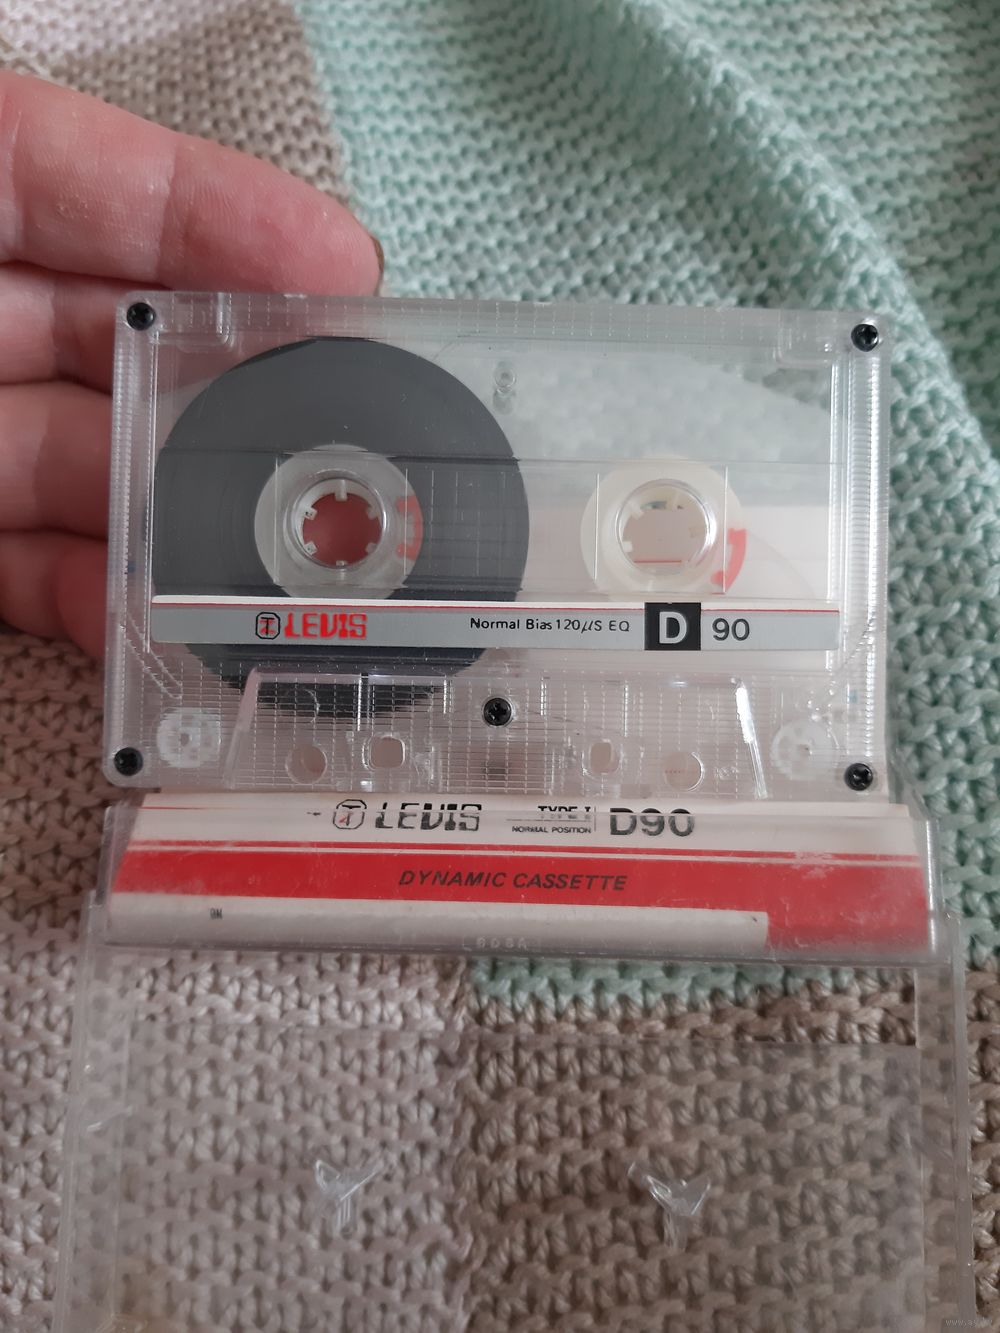 LEVIS Normal Bias 120µS EQ D 90
LEVIS TYPE I D90
NORMAL POSITION
DYNAMIC CASSETTE